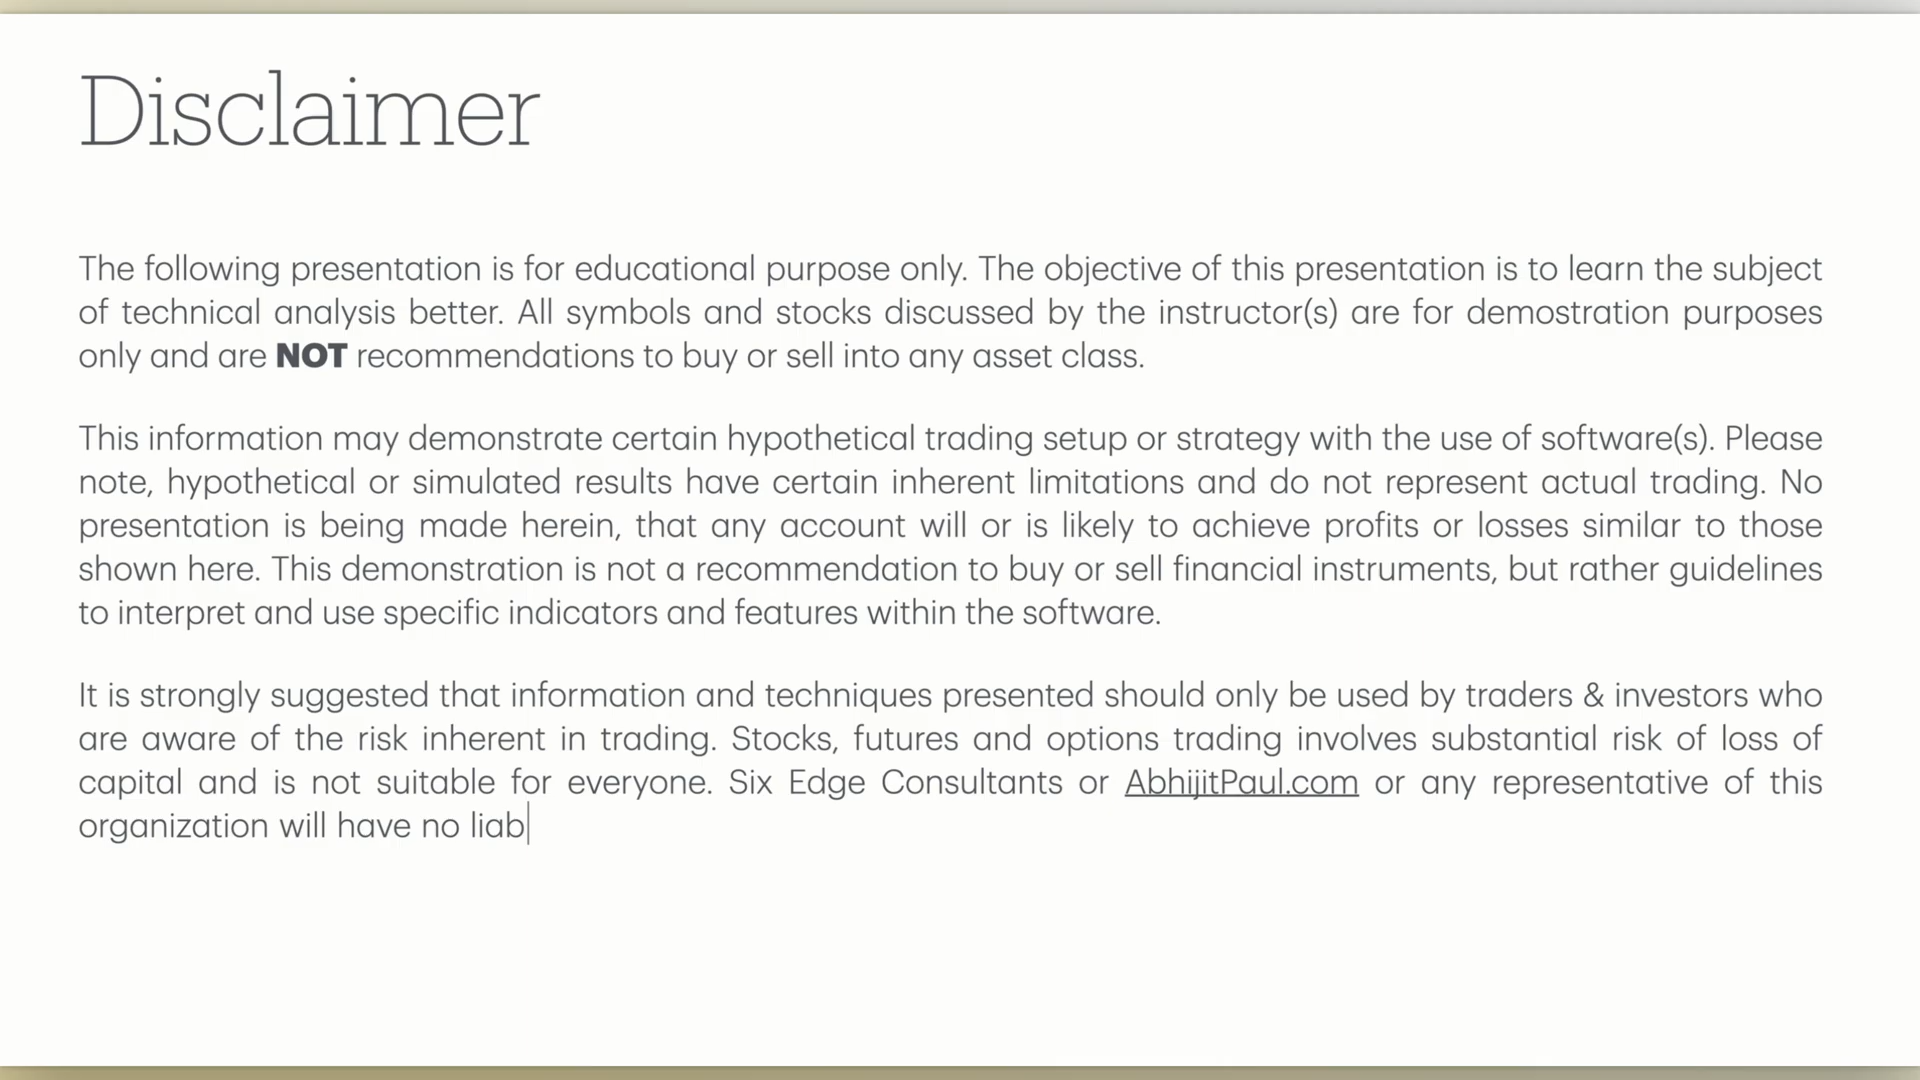 Disclaimer
The following presentation is for educational purpose only. The objective of this presentation is to learn the subject
of technical analysis better. All symbols and stocks discussed by the instructor(s) are for demostration purposes
only and are NOT recommendations to buy or sell into any asset class.
This information may demonstrate certain hypothetical trading setup or strategy with the use of software(s). Please
note, hypothetical or simulated results have certain inherent limitations and do not represent actual trading. No
presentation is being made herein, that any account will or is likely to achieve profits or losses similar to those
shown here. This demonstration is not a recommendation to buy or sell financial instruments, but rather guidelines
to interpret and use specific indicators and features within the software.
It is strongly suggested that information and techniques presented should only be used by traders & investors who
are aware of the risk inherent in trading. Stocks, futures and options trading involves substantial risk of loss of
capital and is not suitable for everyone. Six Edge Consultants or AbhijitPaul.com or any representative of this
organization will have no liab